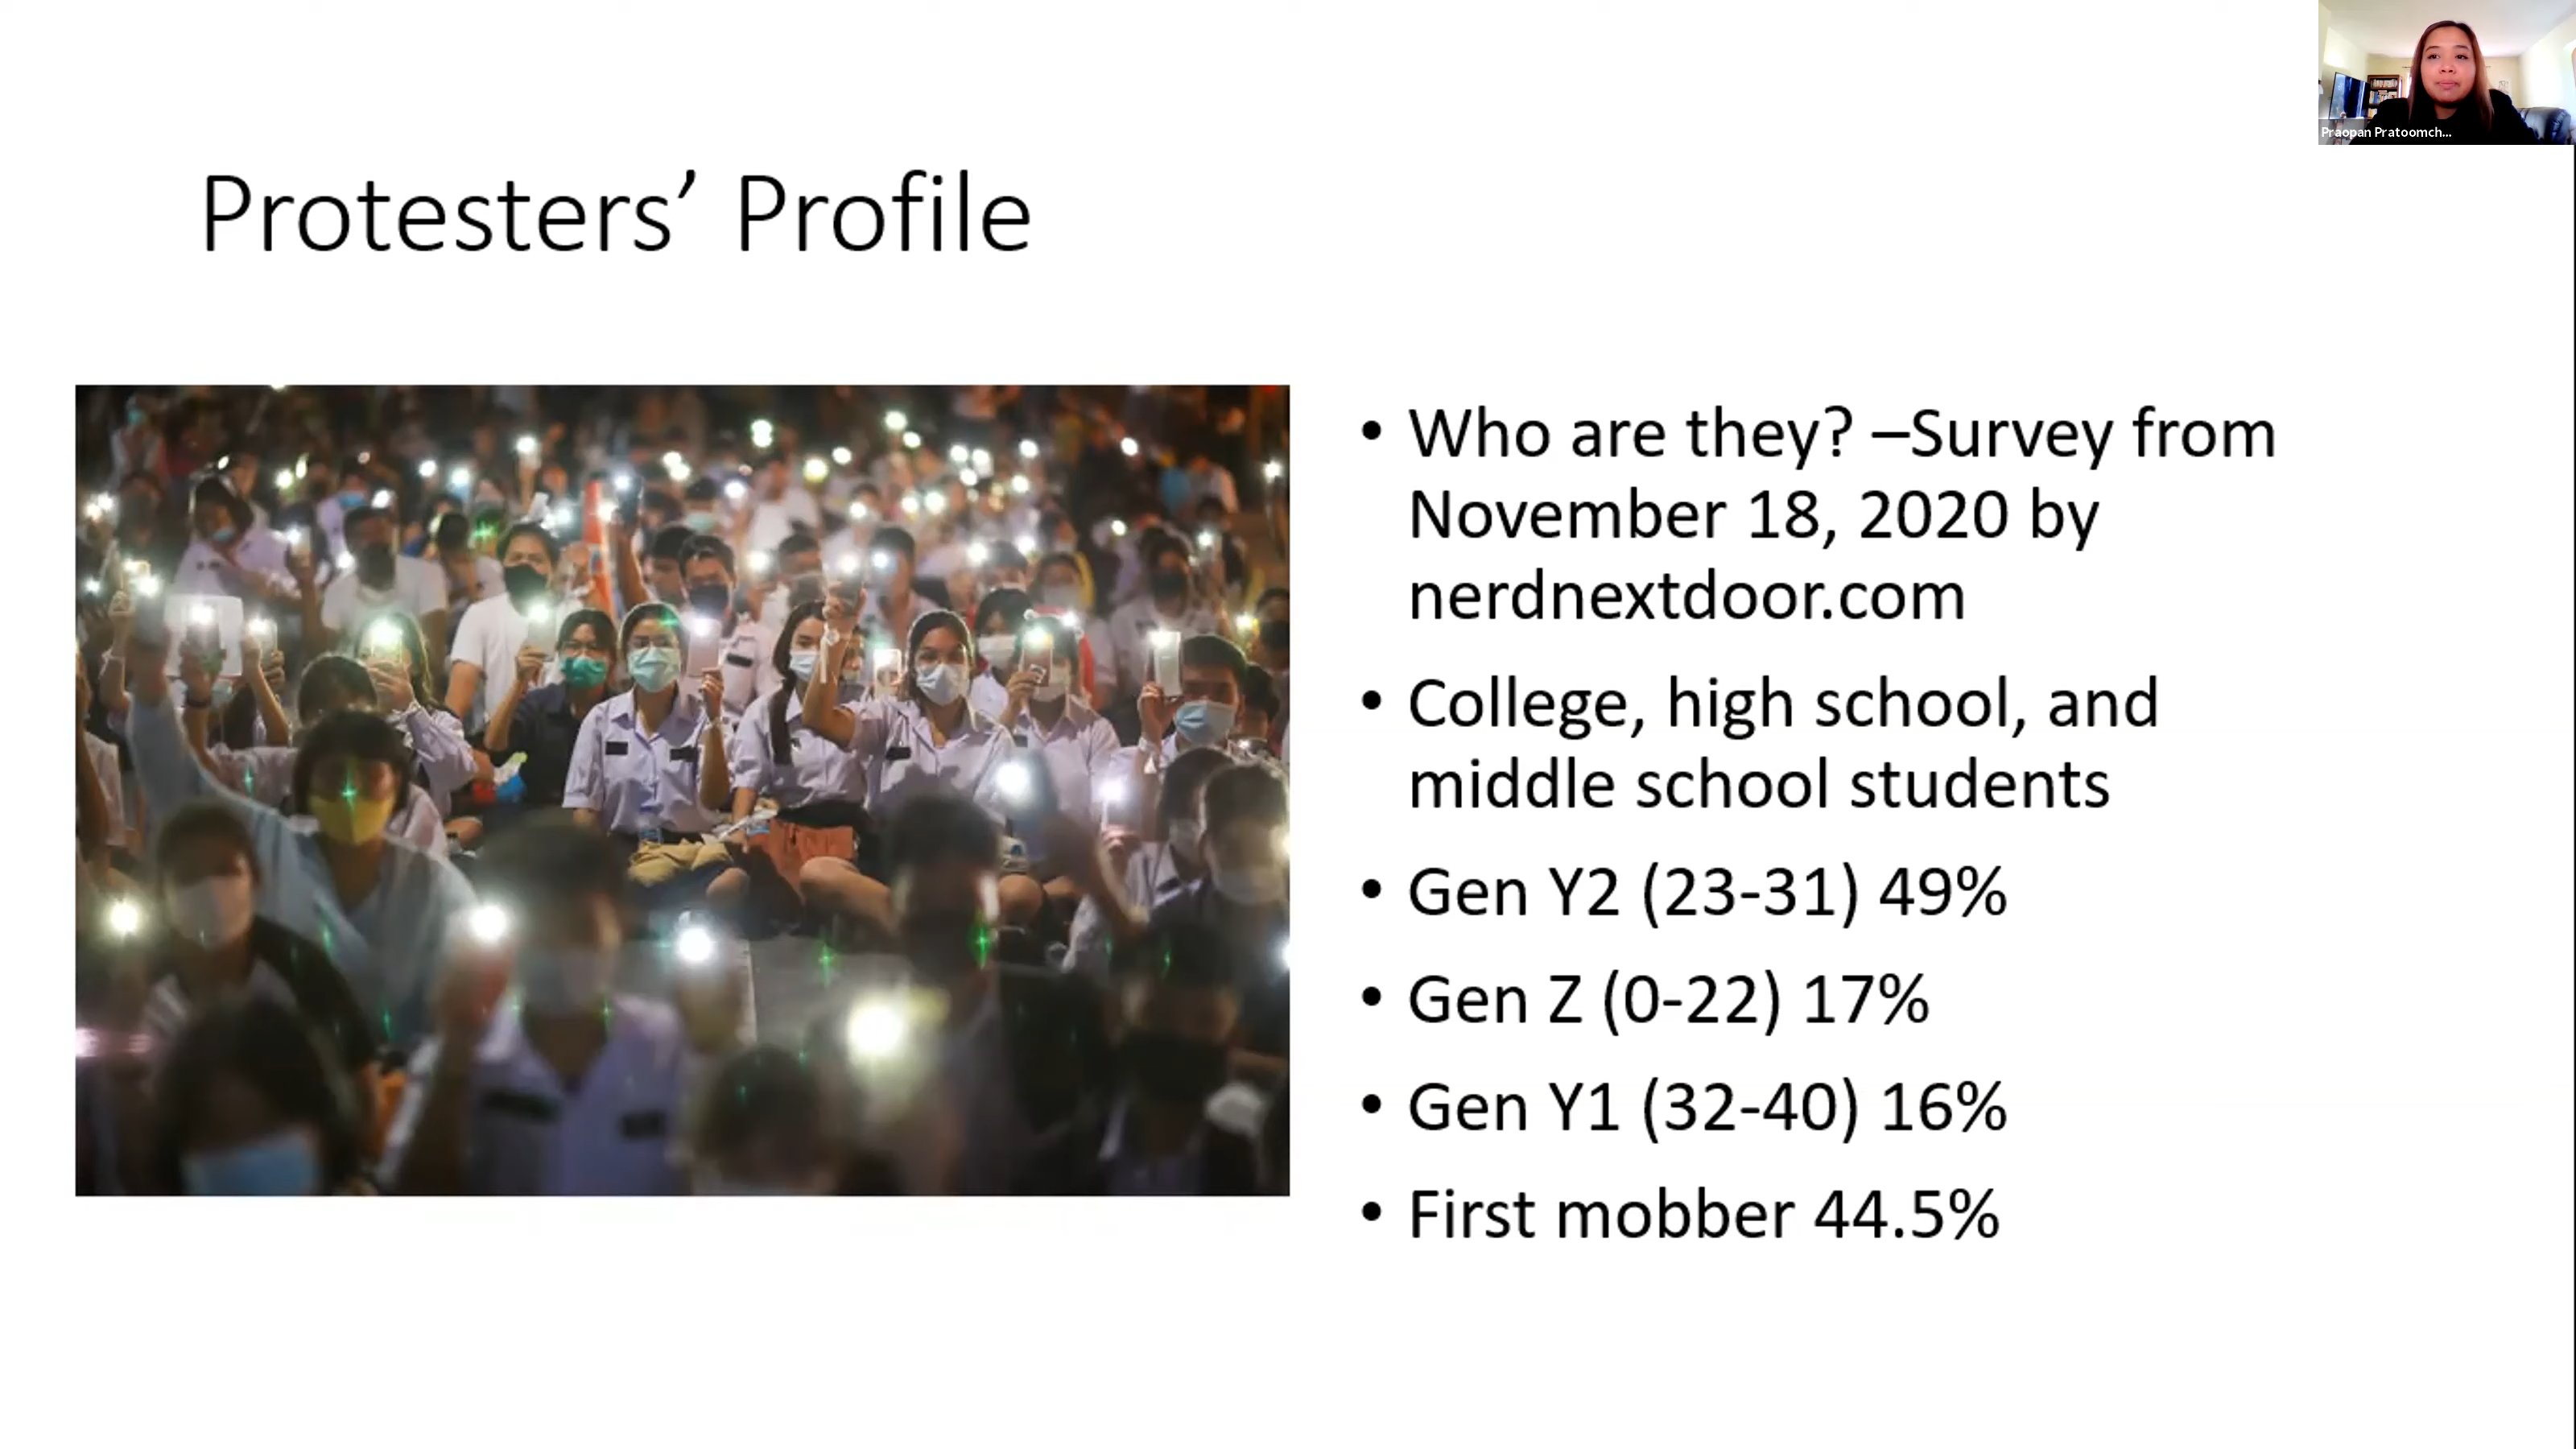 Praopan Pratoomch...
Protesters’ Profile
• Who are they? –Survey from
November 18, 2020 by
nerdnextdoor.com
• College, high school, and
middle school students
• Gen Y2 (23-31) 49%
• Gen Z (0-22) 17%
• Gen Y1 (32-40) 16%
• First mobber 44.5%